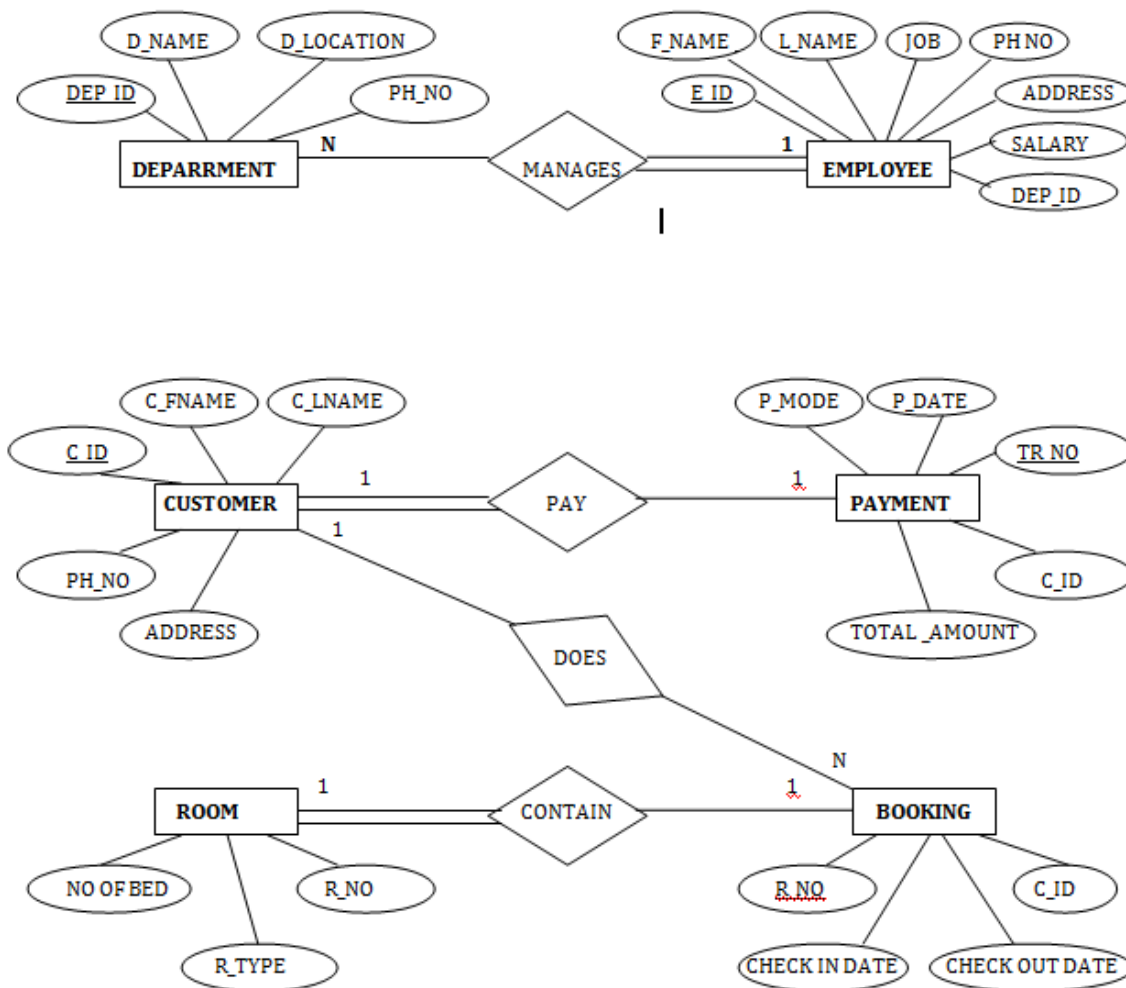 D_NAME D_LOCATION F_NAME L_NAME JOB PH NO
DEP_ID PH_NO E_ID ADDRESS
N 1 SALARY
DEPARRMENT MANAGES EMPLOYEE
DEP_ID
C_FNAME C_LNAME P_MODE P_DATE
C_ID TR_NO
1 1
CUSTOMER PAY PAYMENT
1
PH_NO C_ID
ADDRESS TOTAL _AMOUNT
DOES
N
1 1
ROOM CONTAIN BOOKING
NO OF BED R_NO R_NO C_ID
R_TYPE CHECK IN DATE CHECK OUT DATE